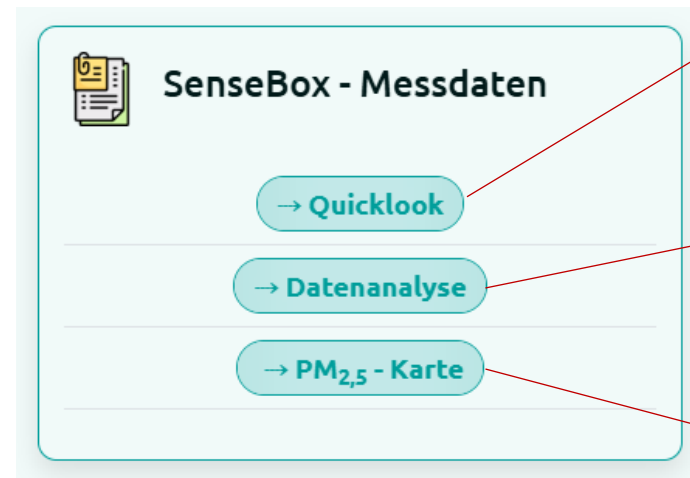 SenseBox - Messdaten
→ Quicklook
→ Datenanalyse
→ PM₂,₅ - Karte